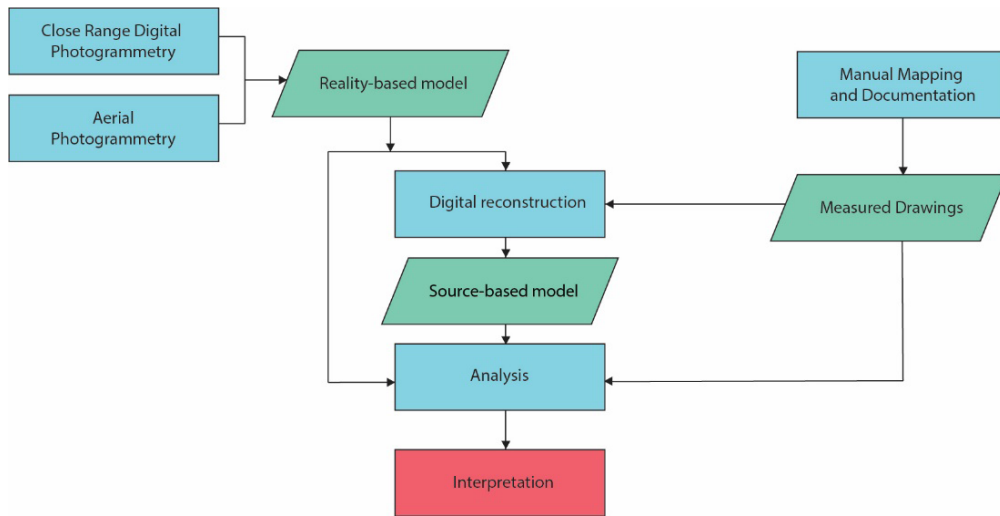 Close Range Digital
Photogrammetry
Aerial
Photogrammetry
Reality-based model
Manual Mapping
and Documentation
Digital reconstruction
Measured Drawings
Source-based model
Analysis
Interpretation